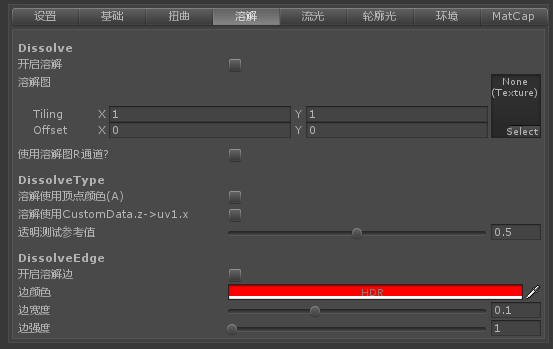 设置 基础 扭曲 溶解 流光 轮廓光 环境 MatCap
Dissolve
开启溶解
溶解图 None
(Texture)
Tiling X 1 Y 1
Offset X 0 Y 0 Select
使用溶解图R通道?
DissolveType
溶解使用顶点颜色(A)
溶解使用CustomData.z->uv1.x
透明测试参考值 0.5
DissolveEdge
开启溶解边
边颜色 HDR
边宽度 0.1
边强度 1